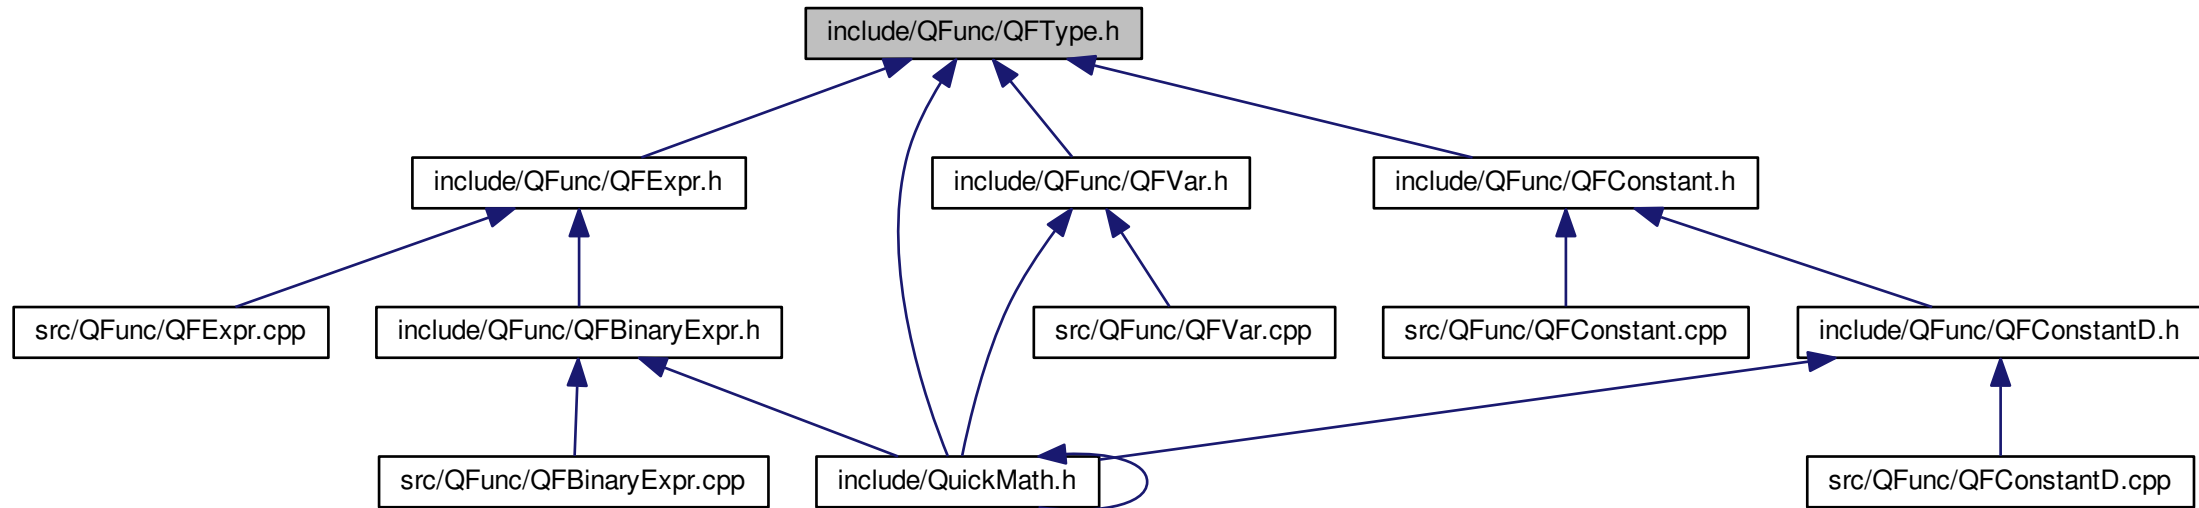 include/QFunc/QFType.h
include/QFunc/QFExpr.h
include/QFunc/QFVar.h
include/QFunc/QFConstant.h
src/QFunc/QFExpr.cpp
include/QFunc/QFBinaryExpr.h
src/QFunc/QFVar.cpp
src/QFunc/QFConstant.cpp
include/QFunc/QFConstantD.h
src/QFunc/QFBinaryExpr.cpp
include/QuickMath.h
src/QFunc/QFConstantD.cpp